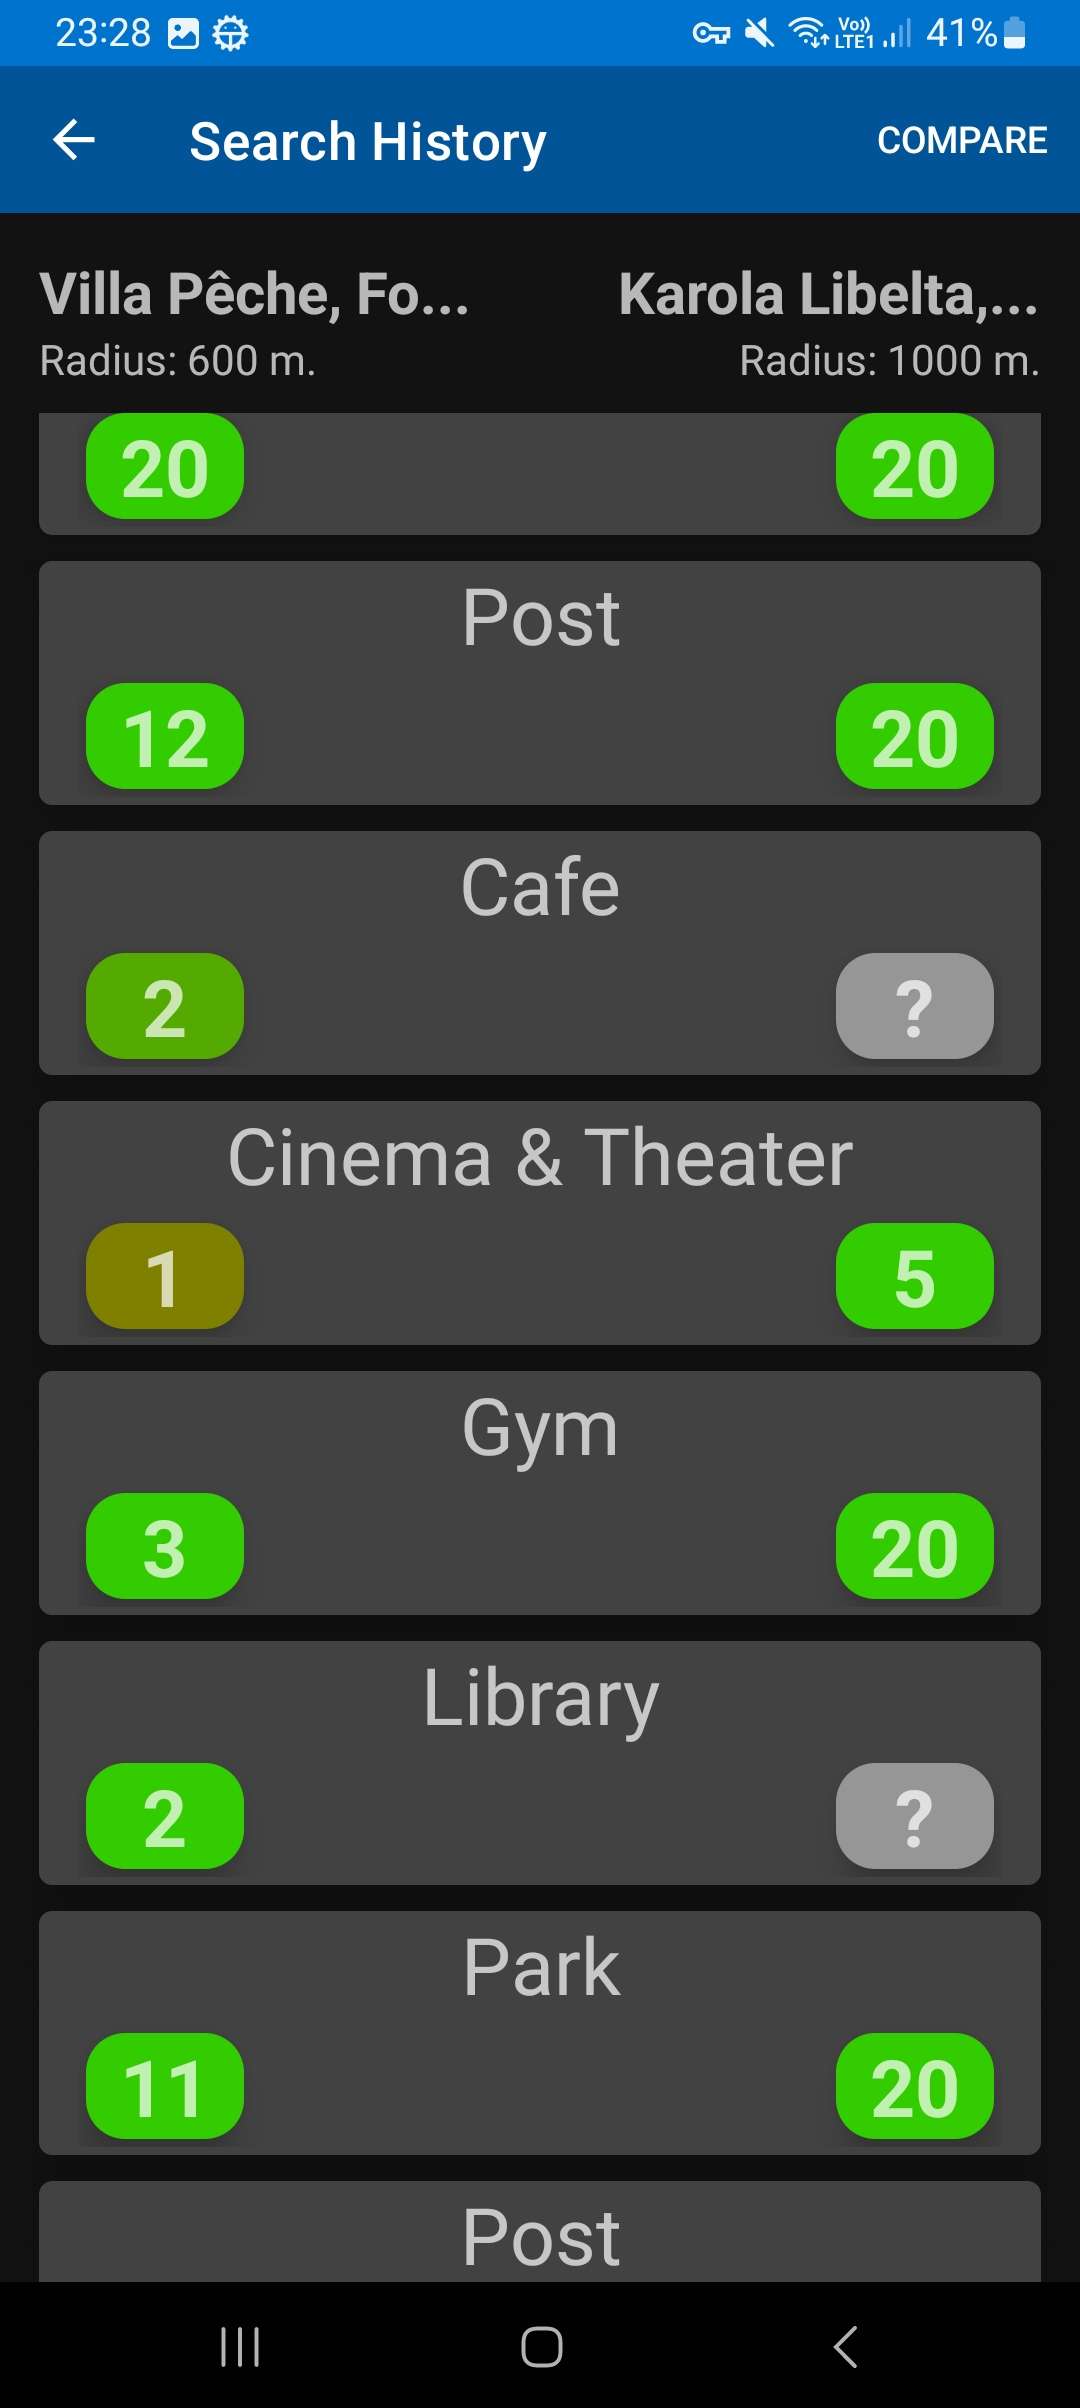 23:28 Vo)) LTE1 41%
Search History COMPARE
Villa Pêche, Fo... Karola Libelta,...
Radius: 600 m. Radius: 1000 m.
20 20
Post
12 20
Cafe
2 ?
Cinema & Theater
1 5
Gym
3 20
Library
2 ?
Park
11 20
Post